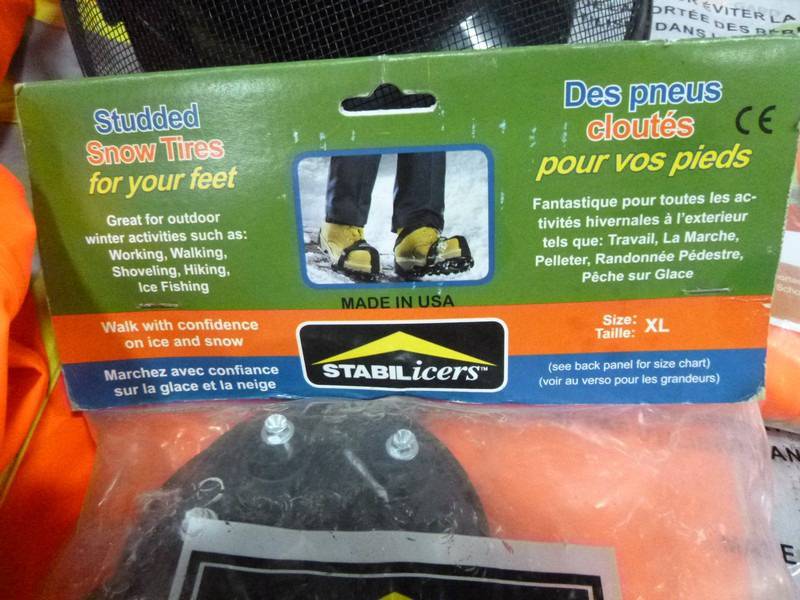 Studded
Snow Tires
for your feet
Great for outdoor
winter activities such as:
Working, Walking,
Shoveling, Hiking,
Ice Fishing
Walk with confidence
on ice and snow
Marchez avec confiance
sur la glace et la neige
MADE IN USA
STABILicers™
Des pneus
cloutés
pour vos pieds
CE
Fantastique pour toutes les ac-
tivités hivernales à l'exterieur
tels que: Travail, La Marche,
Pelleter, Randonnée Pédestre,
Pêche sur Glace
Size:
Taille: XL
(see back panel for size chart)
(voir au verso pour les grandeurs)
ÉVITER LA
DANS